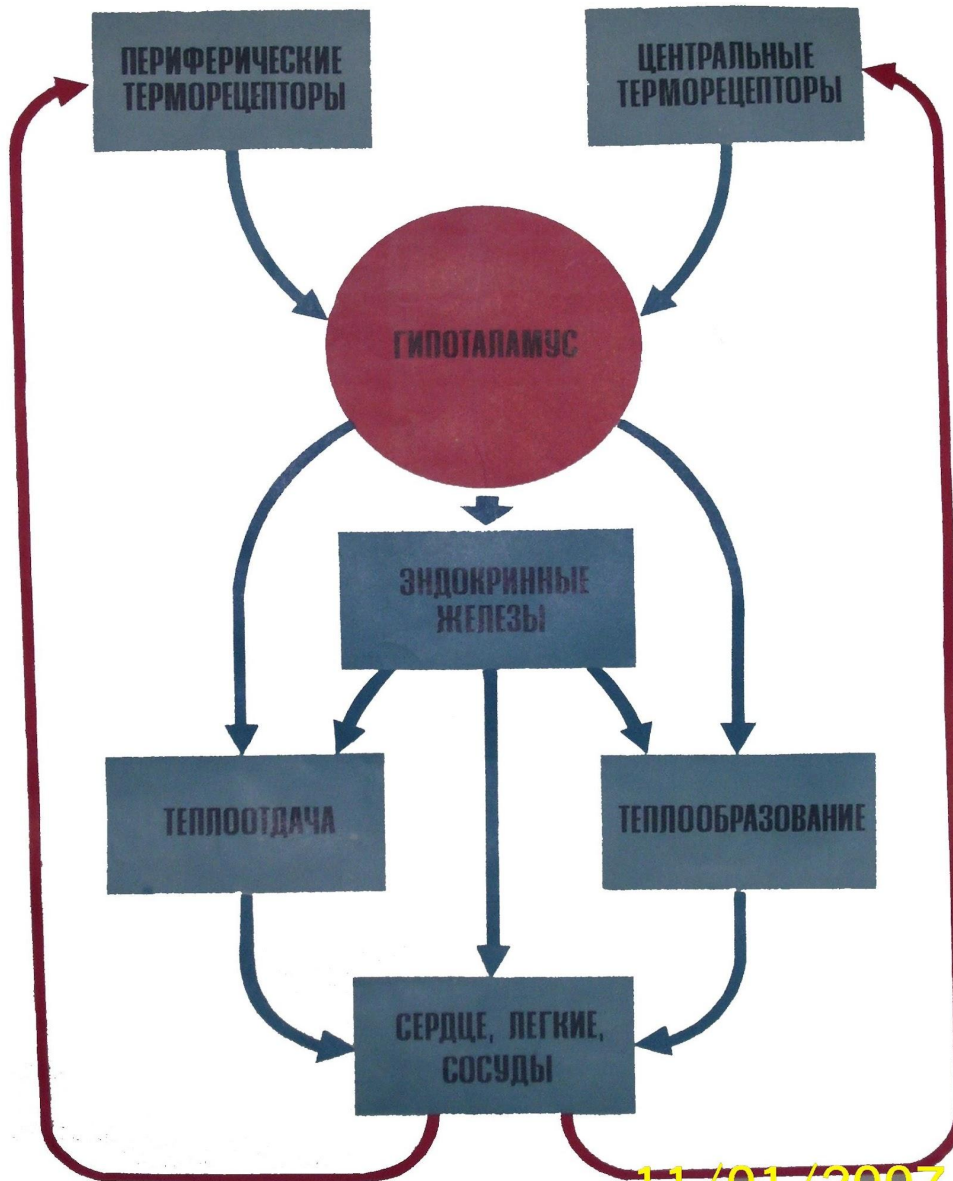 ПЕРИФЕРИЧЕСКИЕ
ТЕРМОРЕЦЕПТОРЫ
ЦЕНТРАЛЬНЫЕ
ТЕРМОРЕЦЕПТОРЫ
ГИПОТАЛАМУС
ЭНДОКРИННЫЕ
ЖЕЛЕЗЫ
ТЕПЛООТДАЧА
ТЕПЛООБРАЗОВАНИЕ
СЕРДЦЕ, ЛЕГКИЕ,
СОСУДЫ